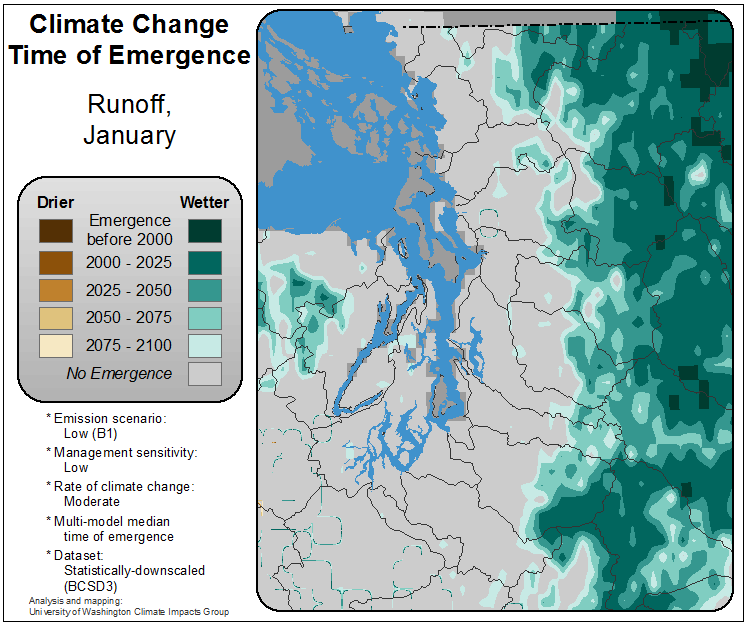 Climate Change
Time of Emergence
Runoff,
January
Drier Wetter
Emergence
before 2000
2000 - 2025
2025 - 2050
2050 - 2075
2075 - 2100
No Emergence
* Emission scenario:
Low (B1)
* Management sensitivity:
Low
* Rate of climate change:
Moderate
* Multi-model median
time of emergence
* Dataset:
Statistically-downscaled
(BCSD3)
Analysis and mapping:
University of Washington Climate Impacts Group